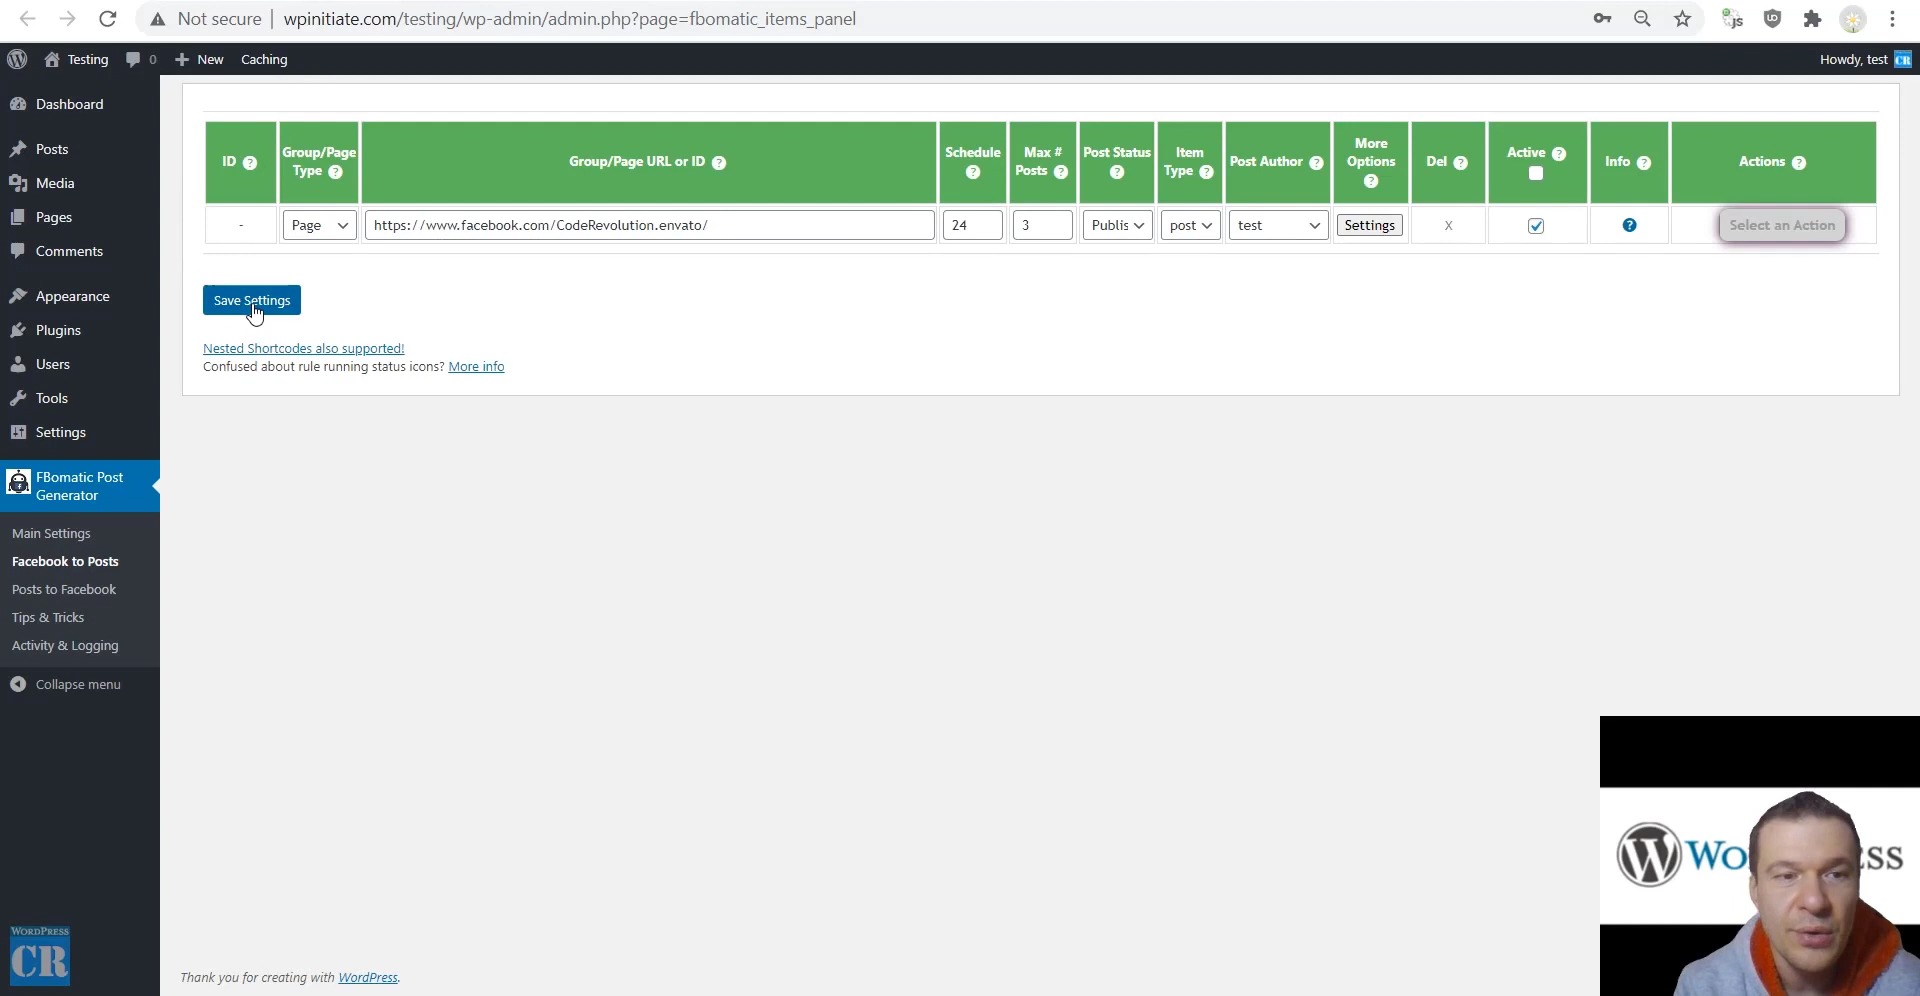 Not secure
wpinitiate.com/testing/wp-admin/admin.php?page=fbomatic_items_panel
Testing
0
New
Caching
Howdy, test
Dashboard
Posts
Media
Pages
Comments
Appearance
Plugins
Users
Tools
Settings
FBomatic Post
Generator
Main Settings
Facebook to Posts
Posts to Facebook
Tips & Tricks
Activity & Logging
Collapse menu
WORDPRESS
CR
ID ?
Group/Page
Type ?
Group/Page URL or ID ?
Schedule
?
Max #
Posts ?
Post Status
?
Item
Type ?
Post Author ?
More
Options
?
Del ?
Active ?
Info ?
Actions ?
-
Page
https://www.facebook.com/CodeRevolution.envato/
24
3
Publis
post
test
Settings
X
?
Select an Action
Save Settings
Nested Shortcodes also supported!
Confused about rule running status icons? More info
Thank you for creating with WordPress.
Wo ss